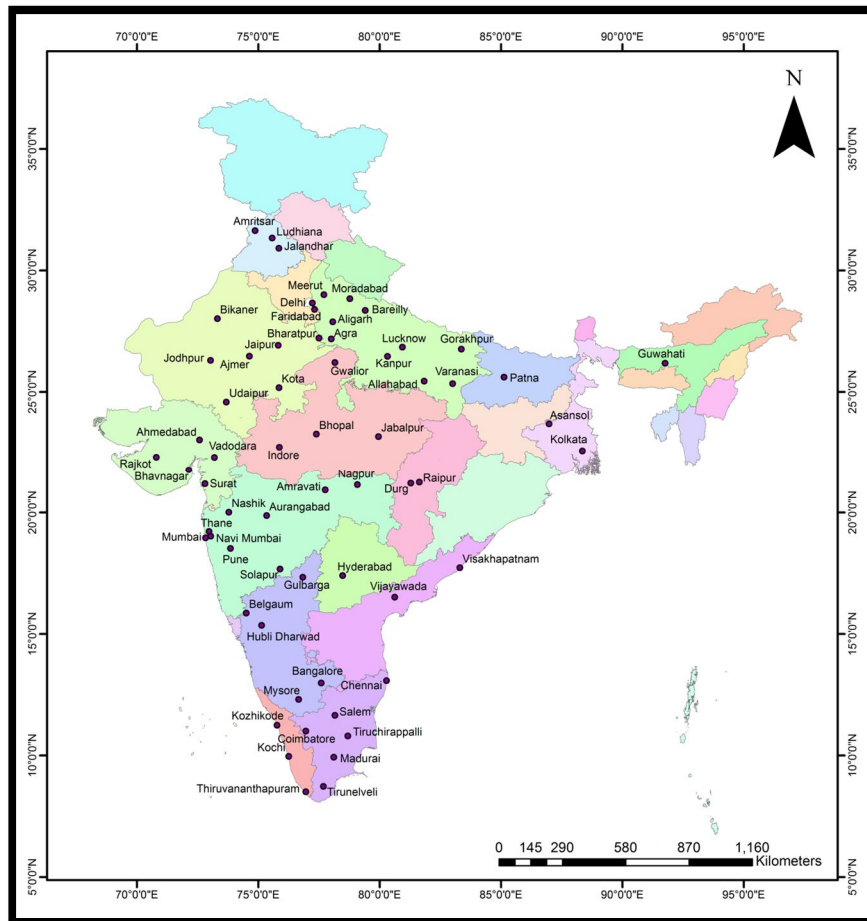 70°0'0"E 75°0'0"E 80°0'0"E 85°0'0"E 90°0'0"E 95°0'0"E
N
35°0'0"N 35°0'0"N
Amritsar
Ludhiana
Jalandhar
30°0'0"N 30°0'0"N
Meerut
Moradabad
Delhi
Bikaner
Faridabad
Bareilly
Aligarh
Bharatpur
Agra
Jaipur
Lucknow
Gorakhpur
Jodhpur
Ajmer
Gwalior
Kanpur
Varanasi
Guwahati
Kota
Allahabad
Patna
Udaipur
25°0'0"N 25°0'0"N
Asansol
Ahmedabad
Bhopal
Jabalpur
Kolkata
Vadodara
Indore
Rajkot
Bhavnagar
Nagpur
Raipur
Surat
Amravati
Durg
Nashik
Aurangabad
20°0'0"N 20°0'0"N
Thane
Mumbai
Navi Mumbai
Pune
Hyderabad
Visakhapatnam
Solapur
Gulbarga
Vijayawada
Belgaum
15°0'0"N 15°0'0"N
Hubli Dharwad
Bangalore
Chennai
Mysore
Kozhikode
Salem
Coimbatore
Tiruchirappalli
Kochi
Madurai
10°0'0"N 10°0'0"N
Thiruvananthapuram
Tirunelveli
0 145 290 580 870 1,160
Kilometers
5°0'0"N 5°0'0"N
70°0'0"E 75°0'0"E 80°0'0"E 85°0'0"E 90°0'0"E 95°0'0"E